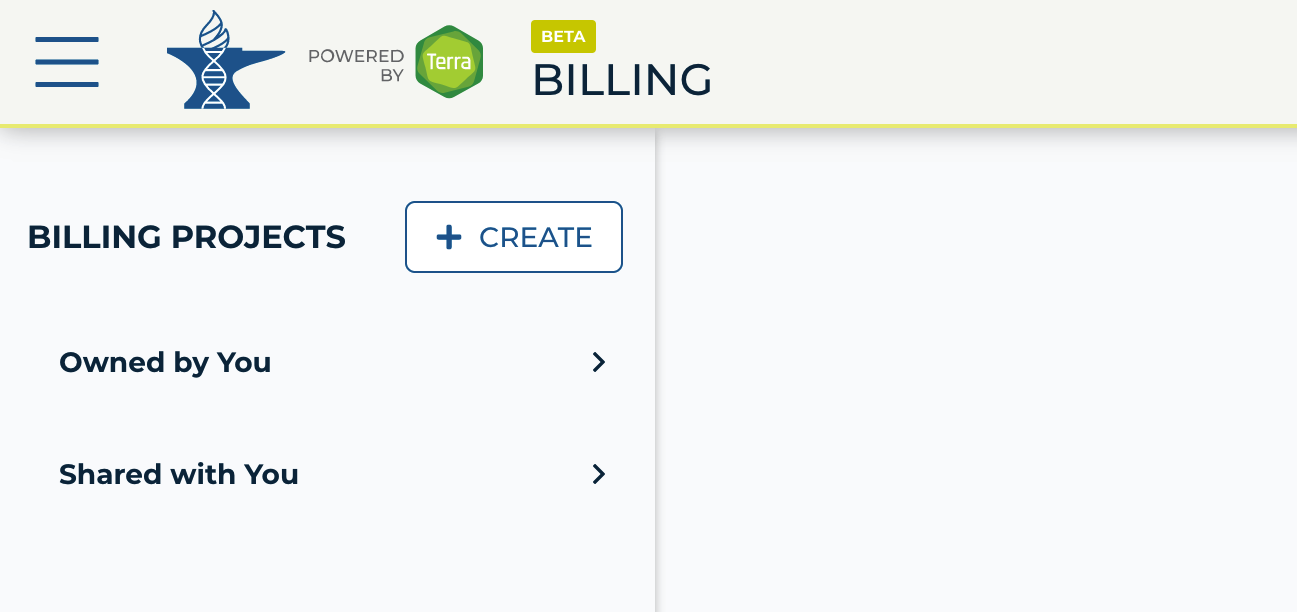 POWERED
BY
Terra
BETA
BILLING
BILLING PROJECTS
CREATE
Owned by You
Shared with You